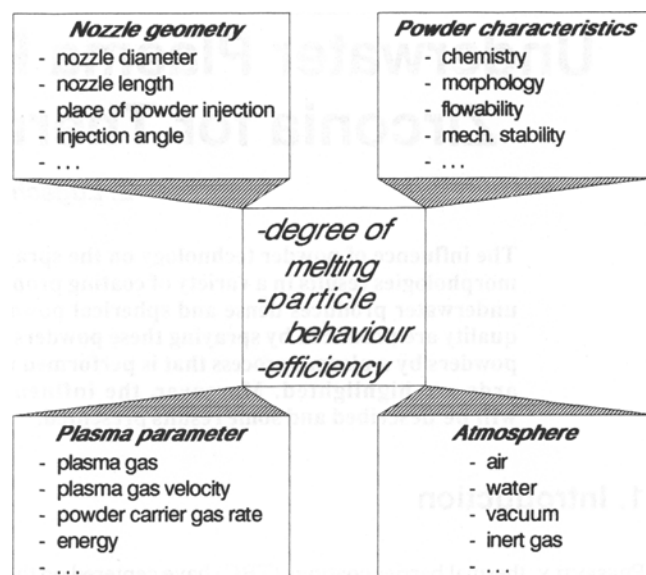 Nozzle geometry
- nozzle diameter
- nozzle length
- place of powder injection
- injection angle
- ...
Powder characteristics
- chemistry
- morphology
- flowability
- mech. stability
- ...
-degree of
melting
-particle
behaviour
-efficiency
Plasma parameter
- plasma gas
- plasma gas velocity
- powder carrier gas rate
- energy
- ...
Atmosphere
- air
- water
- vacuum
- inert gas
- ....